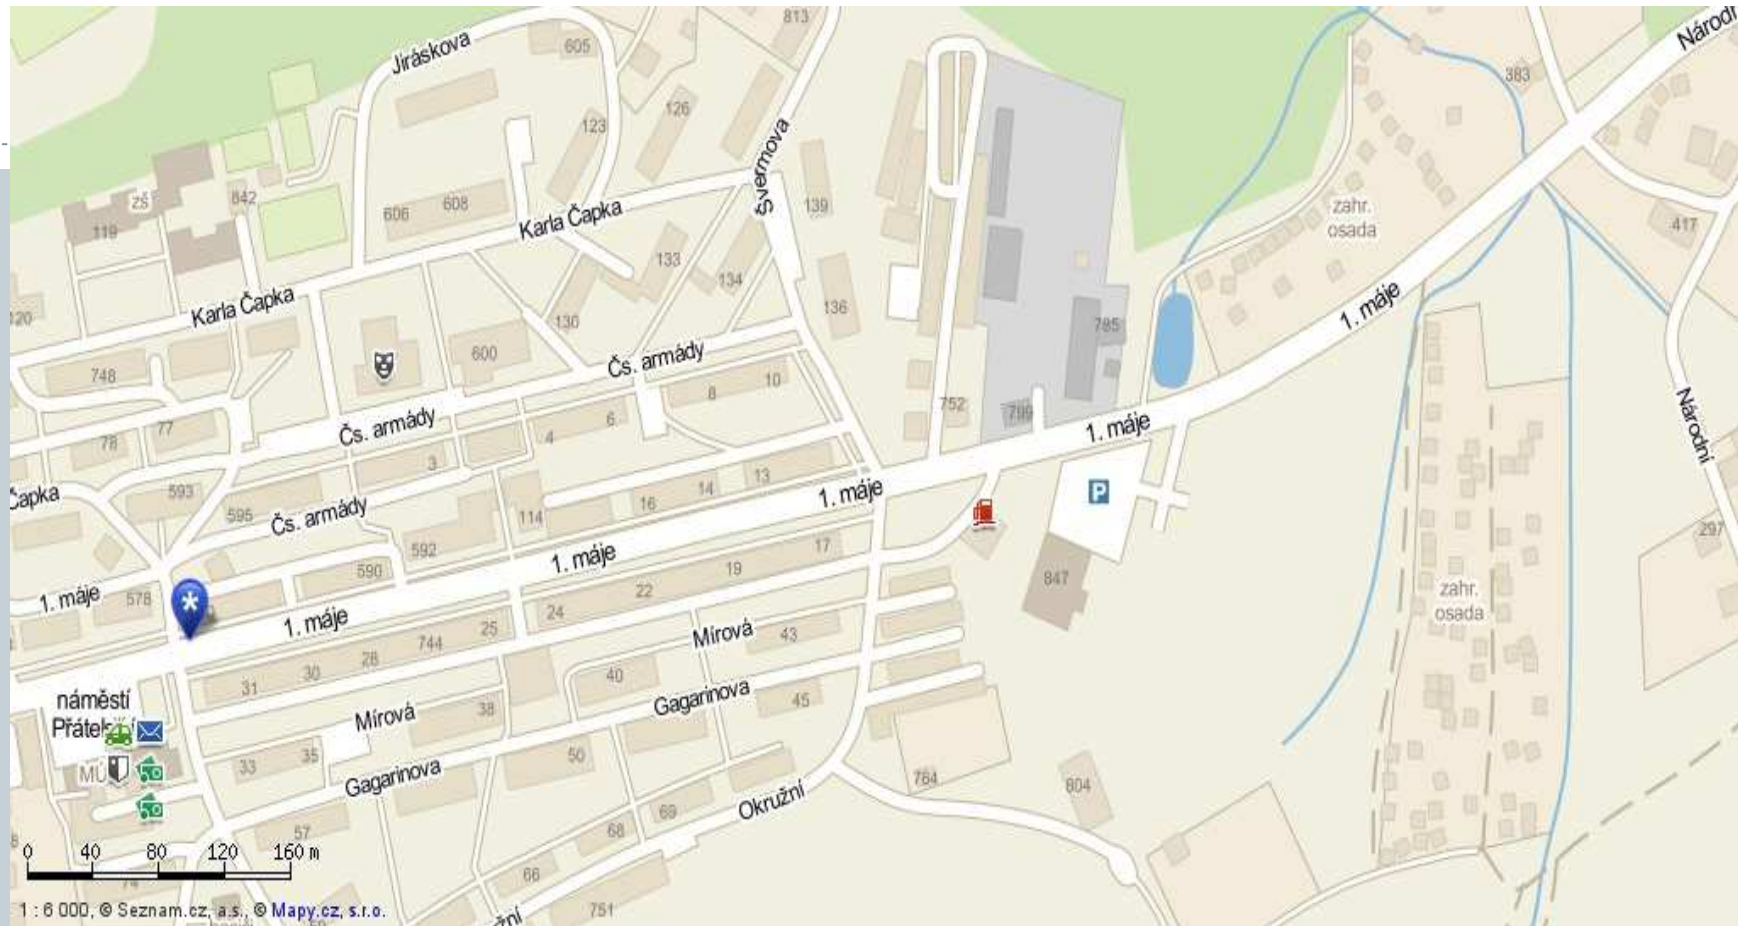 813
Národní
Jiráskova
605
383
126
123
Švermova
ZŠ
842
606
608
139
zahr.
osada
417
119
Karla Čapka
133
134
Karla Čapka
136
130
120
1. máje
785
600
Čs. armády
748
10
8
752
799
6
1. máje
Čs. armády
4
78
77
3
Národní
13
14
16
1. máje
Čapka
593
595
Čs. armády
114
P
297
592
17
1. máje
590
19
847
1. máje
578
22
zahr.
osada
24
1. máje
25
744
28
30
31
Mírová
43
40
náměstí
Gagarinova
45
Mírová
38
MÚ
33
35
50
Gagarinova
764
804
Okružní
69
68
57
66
74
751
0 40 80 120 160 m
1 : 6 000, © Seznam.cz, a.s., © Mapy.cz, s.r.o.